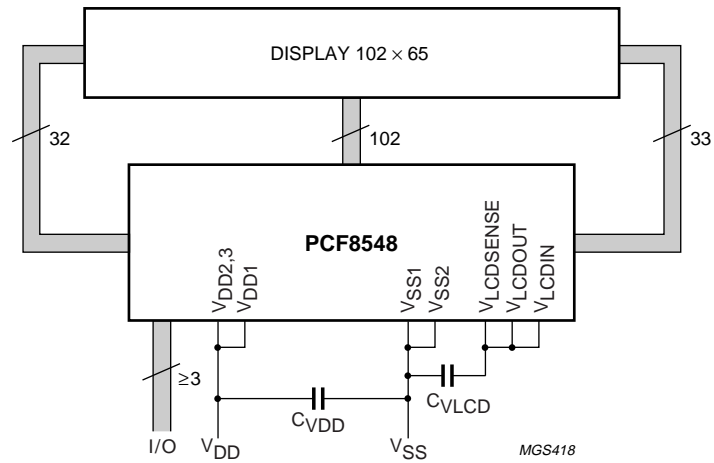 DISPLAY 102 × 65
32
102
33
PCF8548
VDD2,3
VDD1
VSS1
VSS2
VLCDSENSE
VLCDOUT
VLCDIN
≥3
CVDD
CVLCD
I/O
VDD
VSS
MGS418